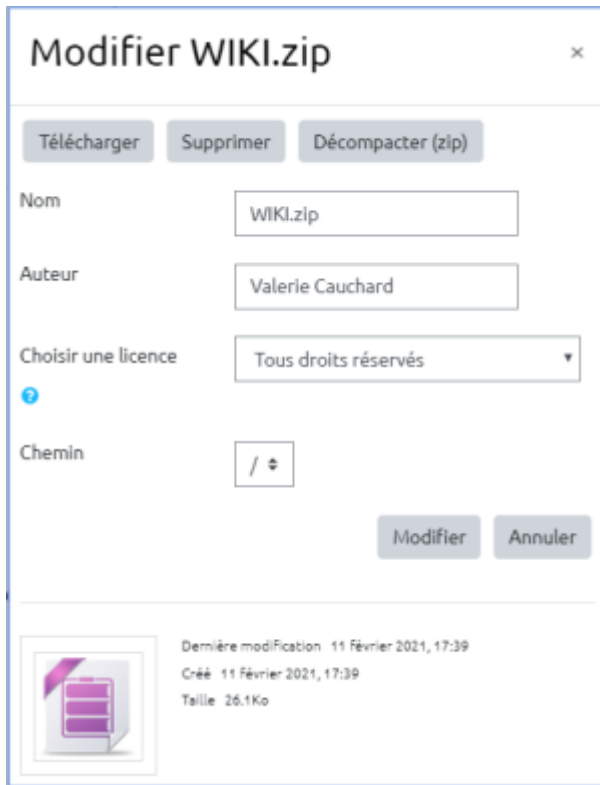 Modifier WIKI.zip ×
Télécharger Supprimer Décompacter (zip)
Nom WIKI.zip
Auteur Valerie Cauchard
Choisir une licence Tous droits réservés
?
Chemin /
Modifier Annuler
Dernière modification 11 février 2021, 17:39
Créé 11 février 2021, 17:39
Taille 26.1Ko